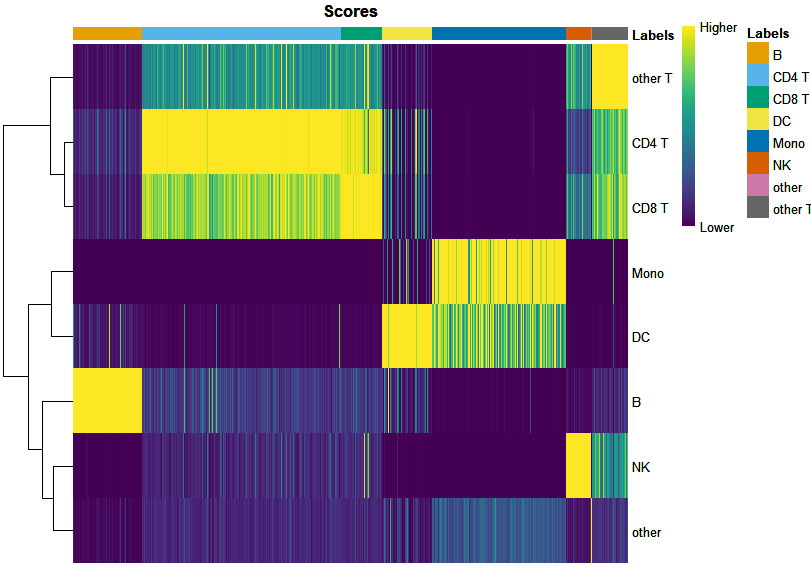 Scores
Labels
other T
CD4 T
CD8 T
Mono
DC
B
NK
other
Higher
Lower
Labels
B
CD4 T
CD8 T
DC
Mono
NK
other
other T